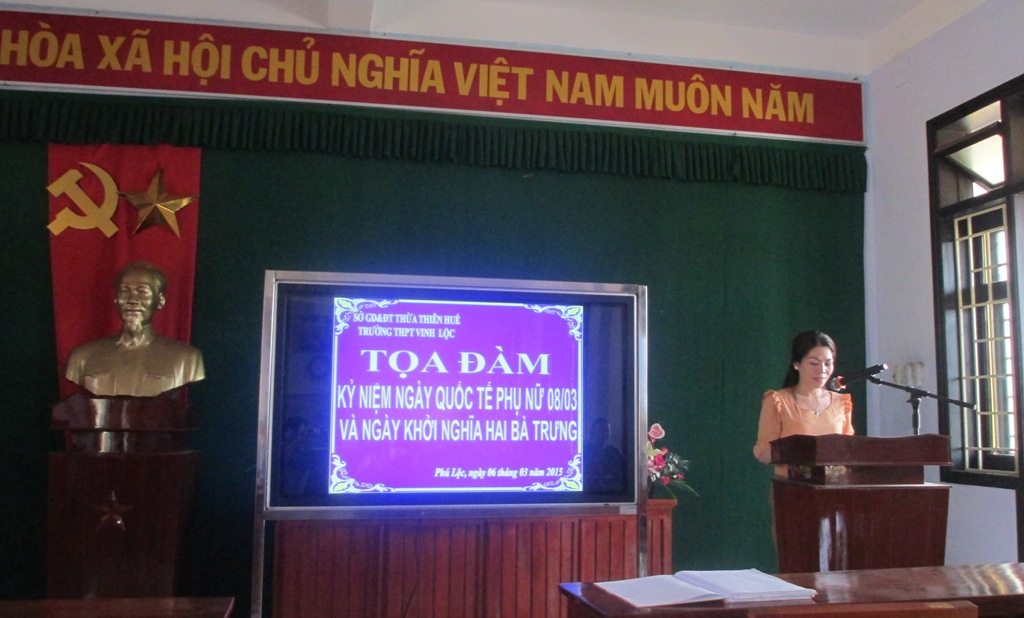 HÒA XÃ HỘI CHỦ NGHĨA VIỆT NAM MUÔN NĂM
SỞ GD&ĐT THỪA THIÊN HUẾ
TRƯỜNG THPT VINH LỘC
TỌA ĐÀM
KỶ NIỆM NGÀY QUỐC TẾ PHỤ NỮ 08/03
VÀ NGÀY KHỞI NGHĨA HAI BÀ TRƯNG
Phú Lộc, ngày 06 tháng 03 năm 2015